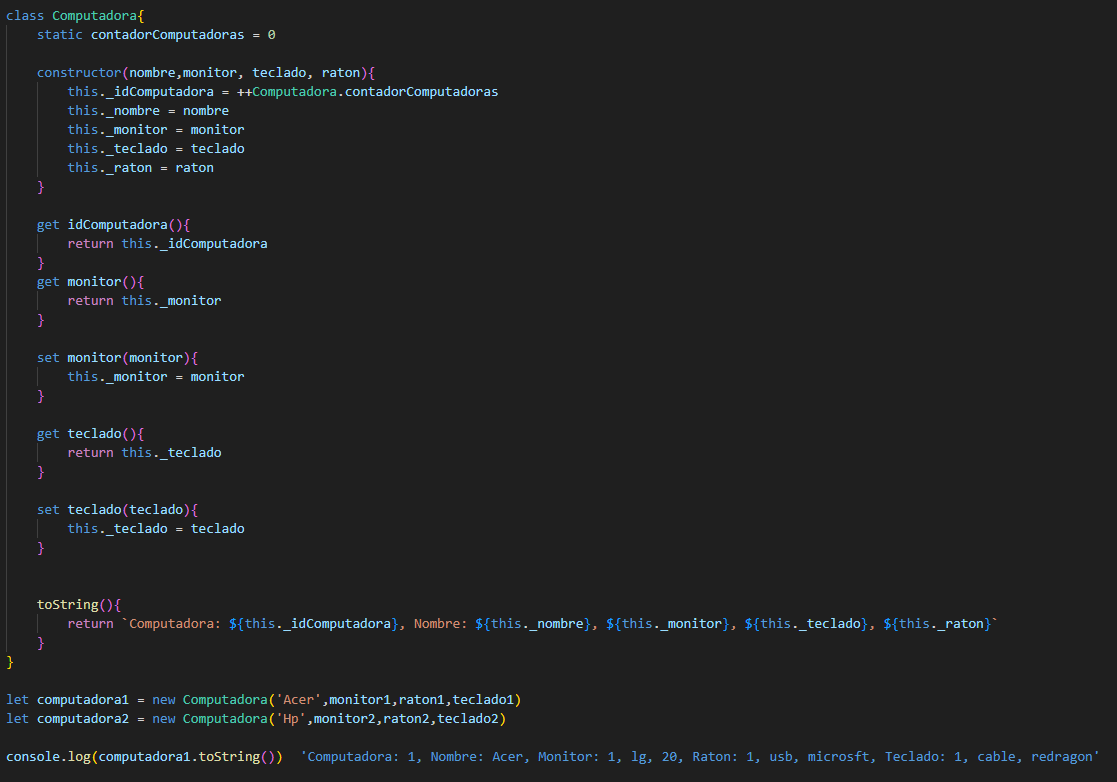 class Computadora{
static contadorComputadoras = 0
constructor(nombre,monitor, teclado, raton){
this._idComputadora = ++Computadora.contadorComputadoras
this._nombre = nombre
this._monitor = monitor
this._teclado = teclado
this._raton = raton
}
get idComputadora(){
return this._idComputadora
}
get monitor(){
return this._monitor
}
set monitor(monitor){
this._monitor = monitor
}
get teclado(){
return this._teclado
}
set teclado(teclado){
this._teclado = teclado
}
toString(){
return `Computadora: ${this._idComputadora}, Nombre: ${this._nombre}, ${this._monitor}, ${this._teclado}, ${this._raton}`
}
}
let computadora1 = new Computadora('Acer',monitor1,raton1,teclado1)
let computadora2 = new Computadora('Hp',monitor2,raton2,teclado2)
console.log(computadora1.toString()) 'Computadora: 1, Nombre: Acer, Monitor: 1, lg, 20, Raton: 1, usb, microsft, Teclado: 1, cable, redragon'